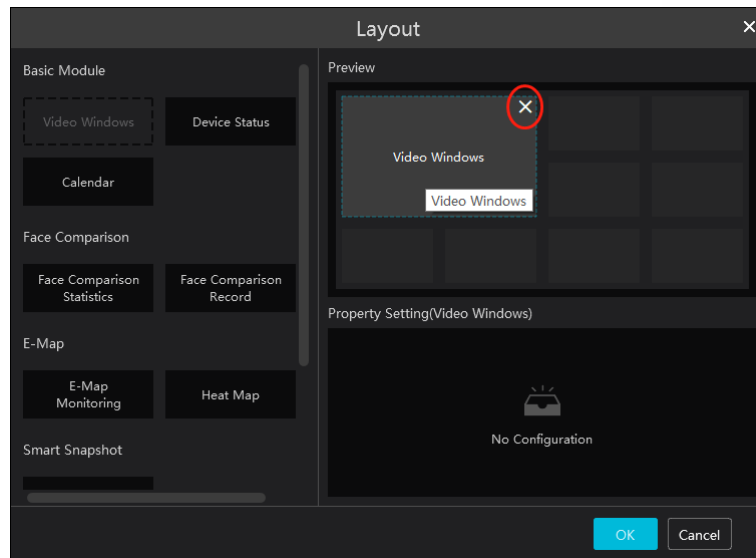 Layout
Basic Module
Video Windows
Device Status
Calendar
Face Comparison
Face Comparison
Statistics
Face Comparison
Record
E-Map
E-Map
Monitoring
Heat Map
Smart Snapshot
Preview
Video Windows
Video Windows
Property Setting(Video Windows)
No Configuration
OK
Cancel